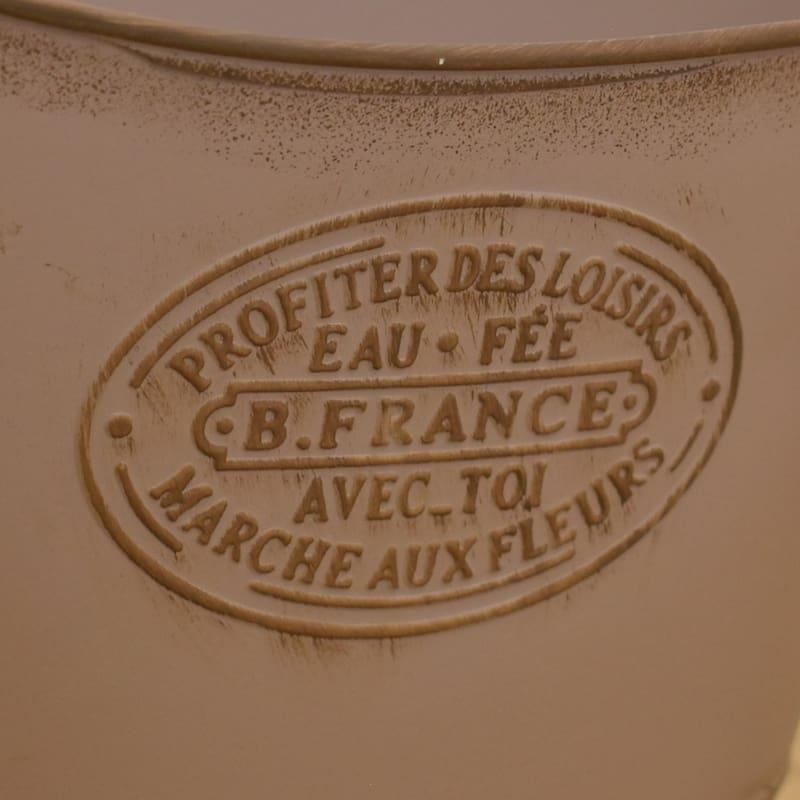 PROFITER DES LOISIRS
EAU • FÉE
B.FRANCE
AVEC_TOI
MARCHE AUX FLEURS